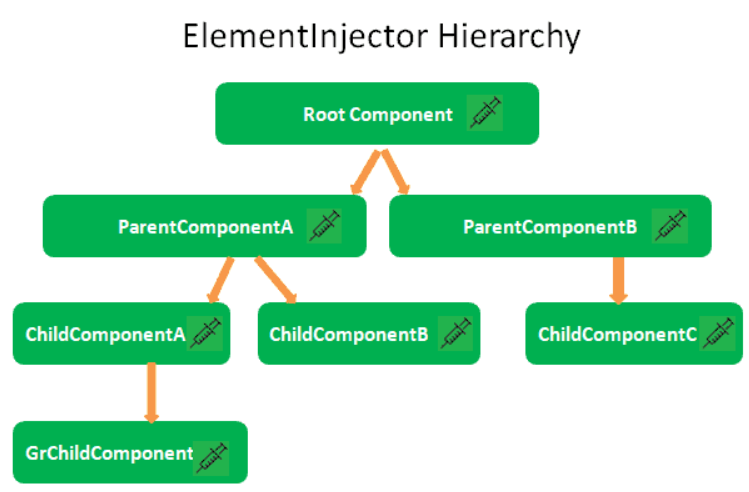 ElementInjector Hierarchy
Root Component
ParentComponentA
ParentComponentB
ChildComponentA
ChildComponentB
ChildComponentC
GrChildComponent